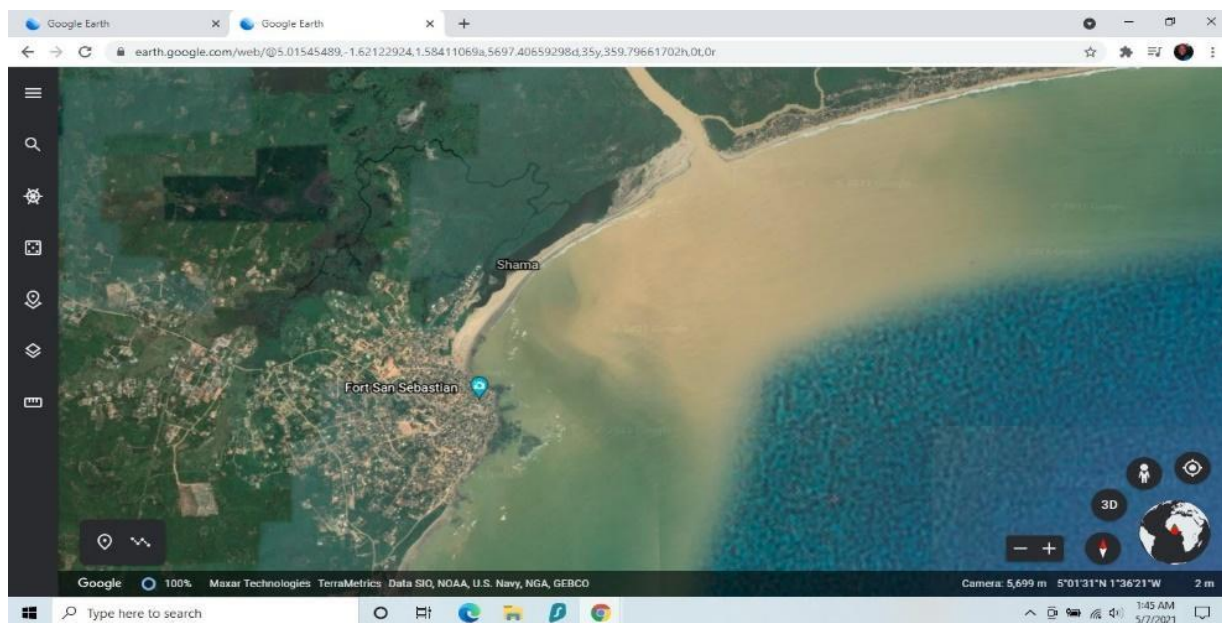 Google Earth
Google Earth
earth.google.com/web/@5.01545489,-1.62122924,1.58411069a,5697.40659298d,35y,359.79661702h,0t,0r
Shama
Fort San Sebastian
3D
Google 100% Maxar Technologies TerraMetrics Data SIO, NOAA, U.S. Navy, NGA, GEBCO
Camera: 5,699 m 5°01'31"N 1°36'21"W 2 m
Type here to search
1:45 AM
5/7/2021